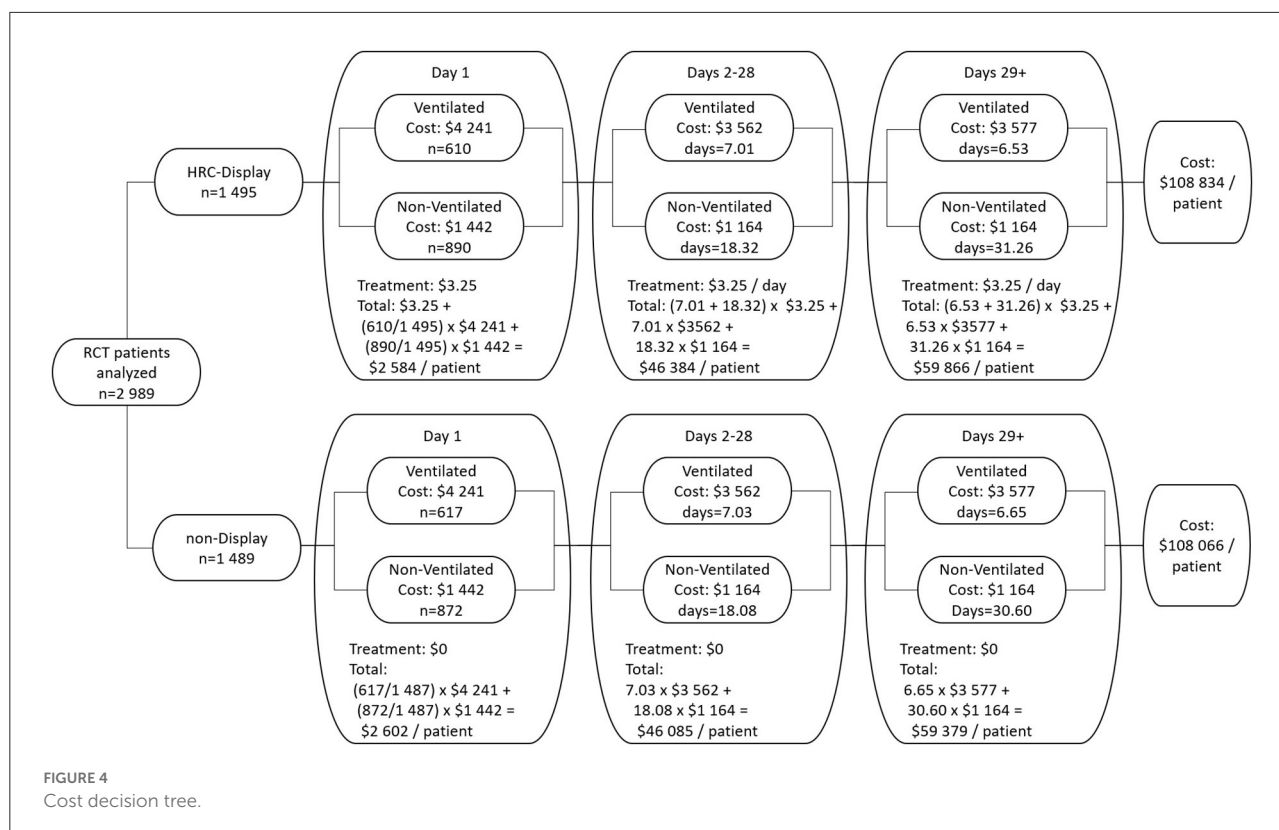 RCT patients
analyzed
n=2 989
HRC-Display
n=1 495
Day 1
Ventilated
Cost: $4 241
n=610
Non-Ventilated
Cost: $1 442
n=890
Treatment: $3.25
Total: $3.25 +
(610/1 495) x $4 241 +
(890/1 495) x $1 442 =
$2 584 / patient
Days 2-28
Ventilated
Cost: $3 562
days=7.01
Non-Ventilated
Cost: $1 164
days=18.32
Treatment: $3.25 / day
Total: (7.01 + 18.32) x $3.25 +
7.01 x $3562 +
18.32 x $1 164 =
$46 384 / patient
Days 29+
Ventilated
Cost: $3 577
days=6.53
Non-Ventilated
Cost: $1 164
days=31.26
Treatment: $3.25 / day
Total: (6.53 + 31.26) x $3.25 +
6.53 x $3577 +
31.26 x $1 164 =
$59 866 / patient
Cost:
$108 834 /
patient
non-Display
n=1 489
Day 1
Ventilated
Cost: $4 241
n=617
Non-Ventilated
Cost: $1 442
n=872
Treatment: $0
Total:
(617/1 487) x $4 241 +
(872/1 487) x $1 442 =
$2 602 / patient
Days 2-28
Ventilated
Cost: $3 562
days=7.03
Non-Ventilated
Cost: $1 164
days=18.08
Treatment: $0
Total:
7.03 x $3 562 +
18.08 x $1 164 =
$46 085 / patient
Days 29+
Ventilated
Cost: $3 577
days=6.65
Non-Ventilated
Cost: $1 164
Days=30.60
Treatment: $0
Total:
6.65 x $3 577 +
30.60 x $1 164 =
$59 379 / patient
Cost:
$108 066 /
patient
FIGURE 4
Cost decision tree.